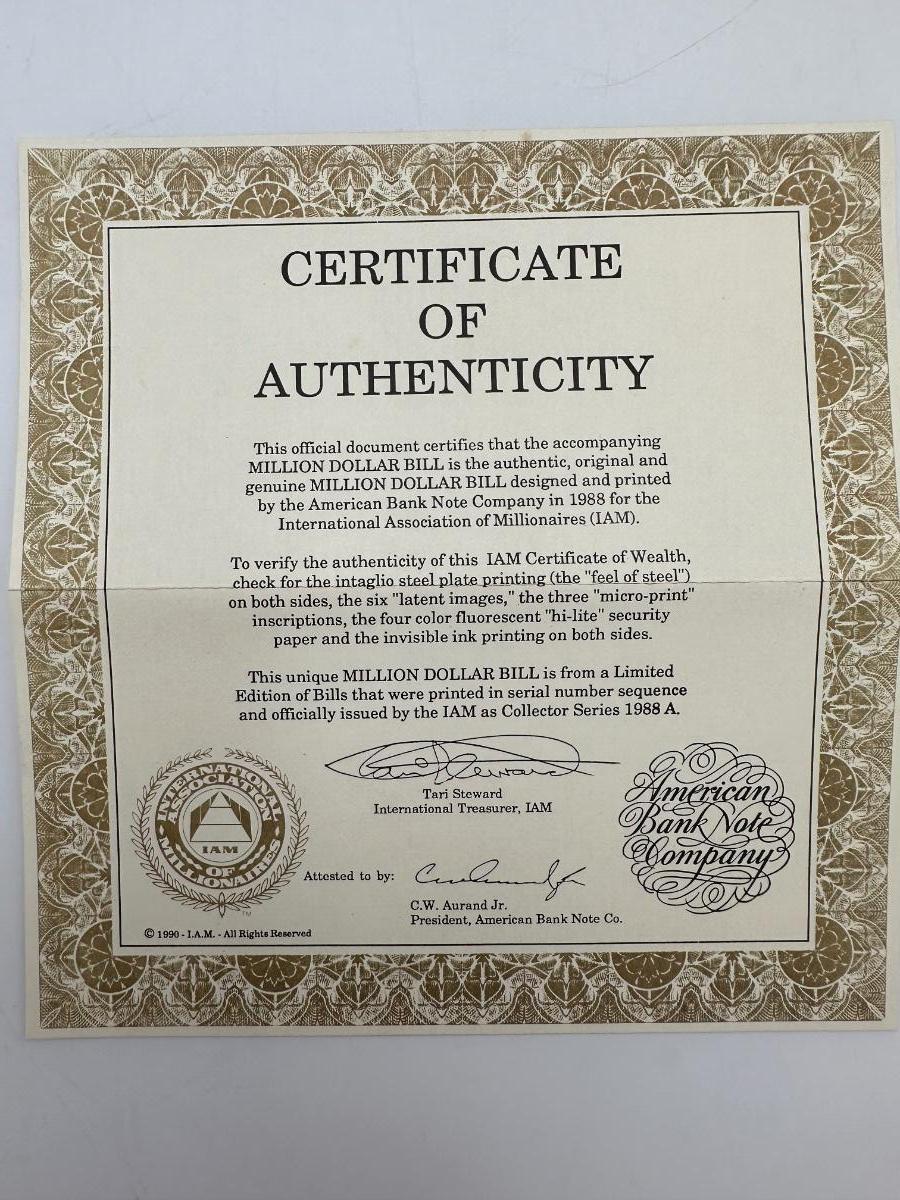 CERTIFICATE
OF
AUTHENTICITY
This official document certifies that the accompanying
MILLION DOLLAR BILL is the authentic, original and
genuine MILLION DOLLAR BILL designed and printed
by the American Bank Note Company in 1988 for the
International Association of Millionaires (IAM).
To verify the authenticity of this IAM Certificate of Wealth,
check for the intaglio steel plate printing (the "feel of steel")
on both sides, the six "latent images," the three "micro-print"
inscriptions, the four color fluorescent "hi-lite" security
paper and the invisible ink printing on both sides.
This unique MILLION DOLLAR BILL is from a Limited
Edition of Bills that were printed in serial number sequence
and officially issued by the IAM as Collector Series 1988 A.
Tari Steward
Tari Steward
International Treasurer, IAM
INTERNATIONAL
ASSOCIATION
IAM
OF
MILLIONAIRES
TM
American
Bank Note
Company
Attested to by:
C.W. Aurand Jr.
President, American Bank Note Co.
© 1990 - I.A.M. - All Rights Reserved